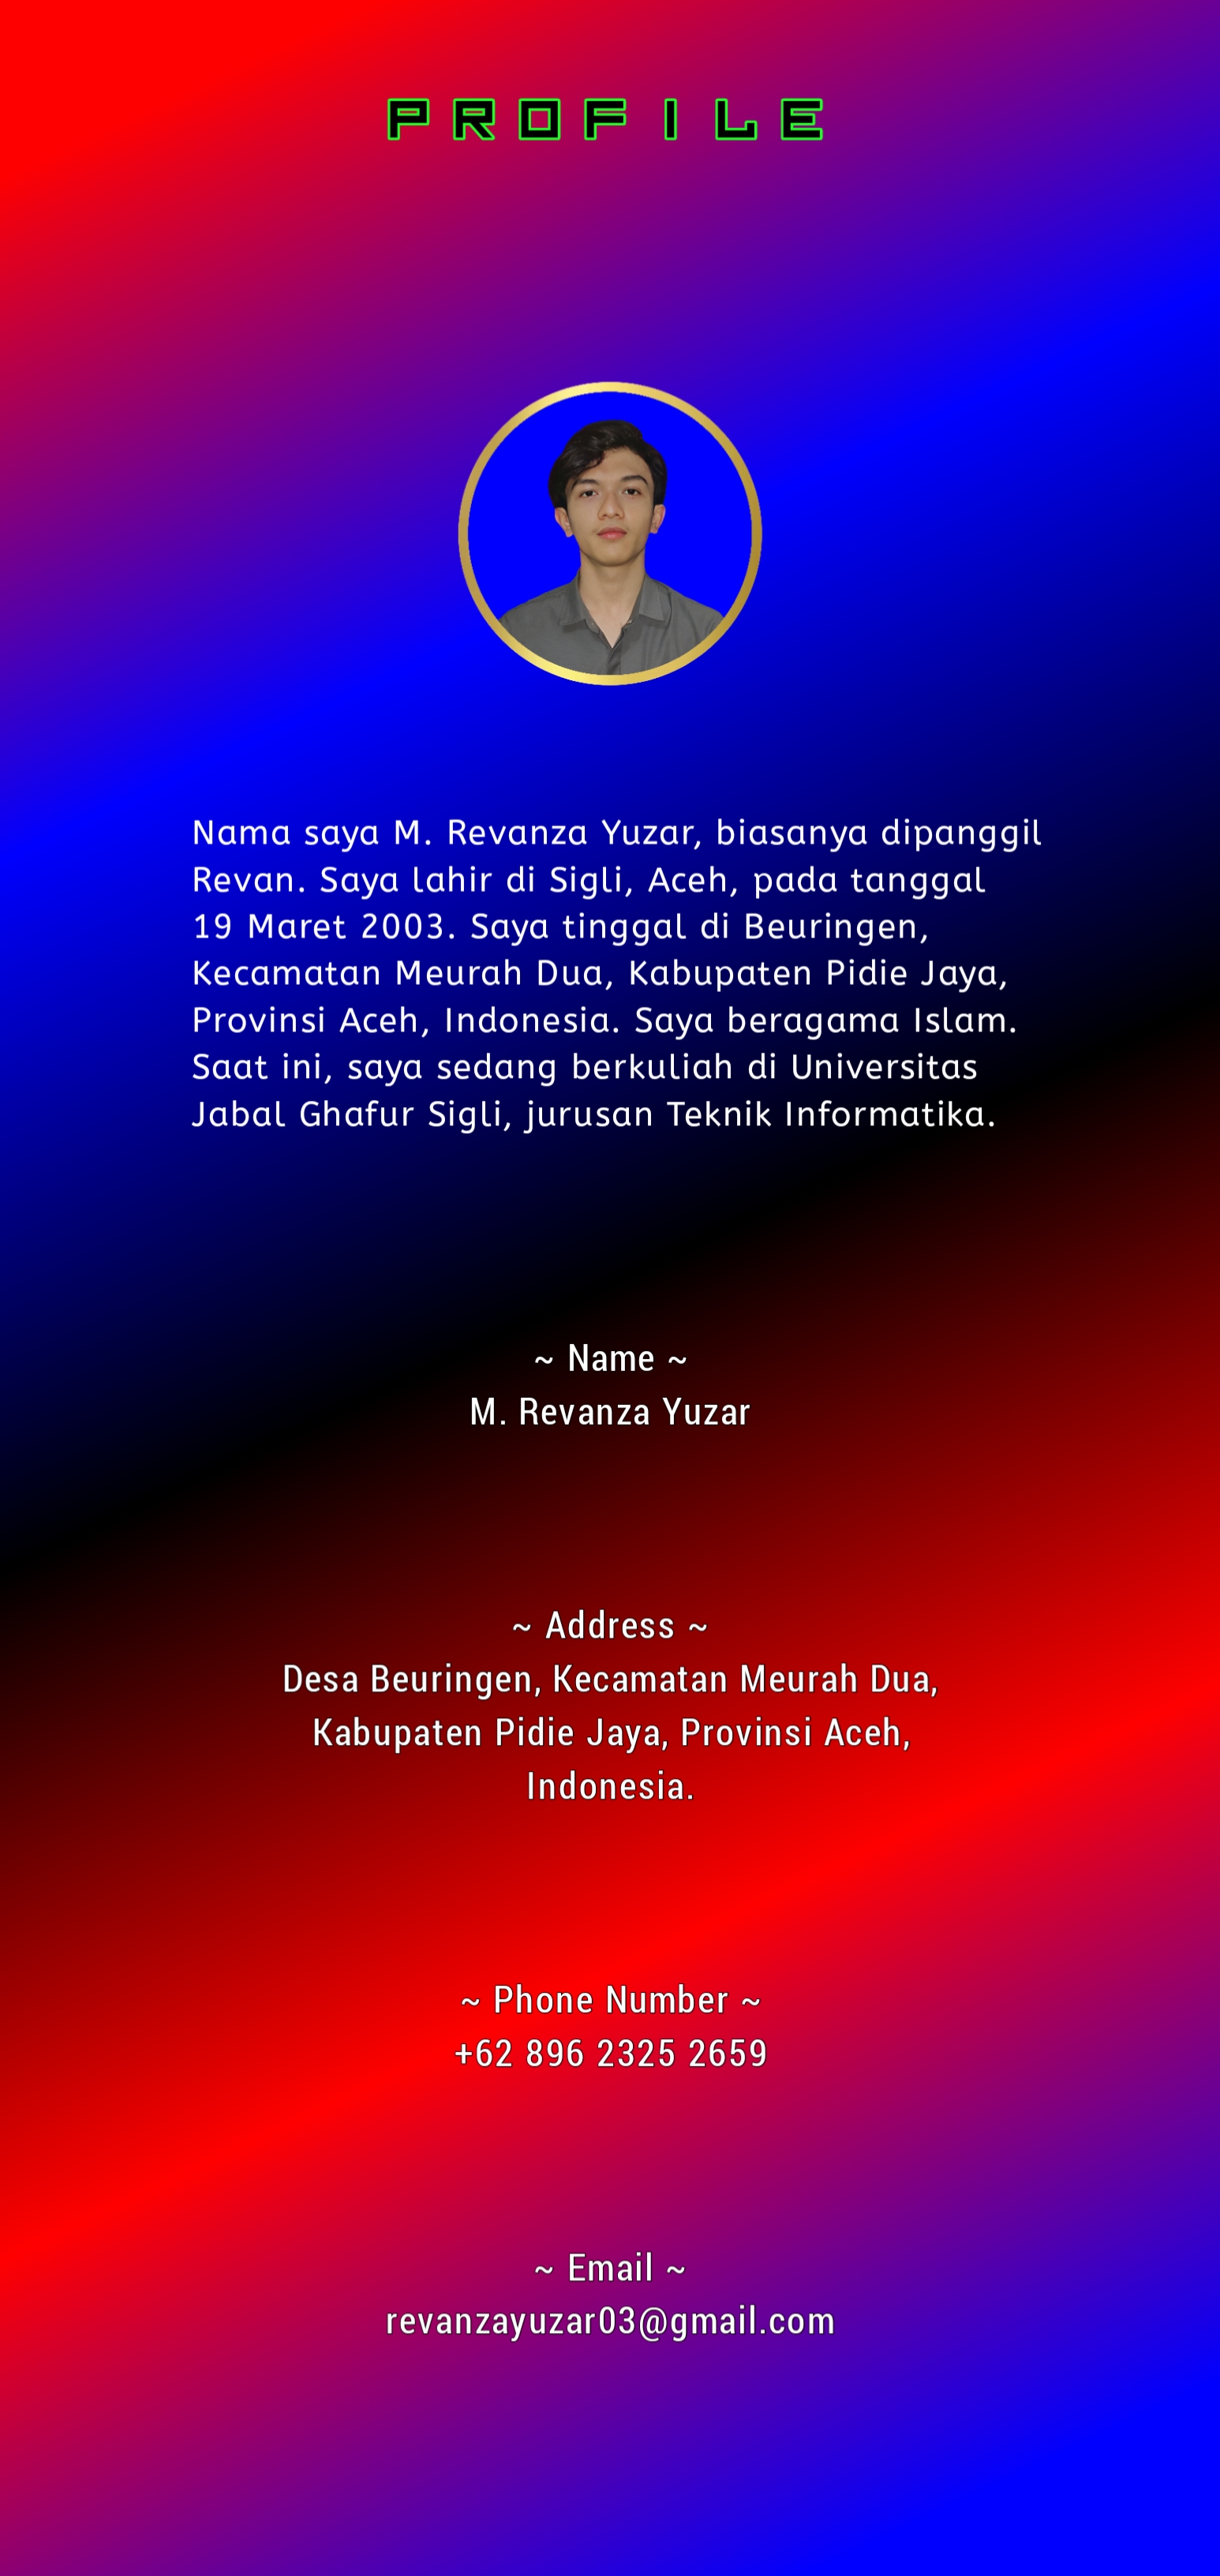 PROFILE
Nama saya M. Revanza Yuzar, biasanya dipanggil
Revan. Saya lahir di Sigli, Aceh, pada tanggal
19 Maret 2003. Saya tinggal di Beuringen,
Kecamatan Meurah Dua, Kabupaten Pidie Jaya,
Provinsi Aceh, Indonesia. Saya beragama Islam.
Saat ini, saya sedang berkuliah di Universitas
Jabal Ghafur Sigli, jurusan Teknik Informatika.
~ Name ~
M. Revanza Yuzar
~ Address ~
Desa Beuringen, Kecamatan Meurah Dua,
Kabupaten Pidie Jaya, Provinsi Aceh,
Indonesia.
~ Phone Number ~
+62 896 2325 2659
~ Email ~
revanzayuzar03@gmail.com